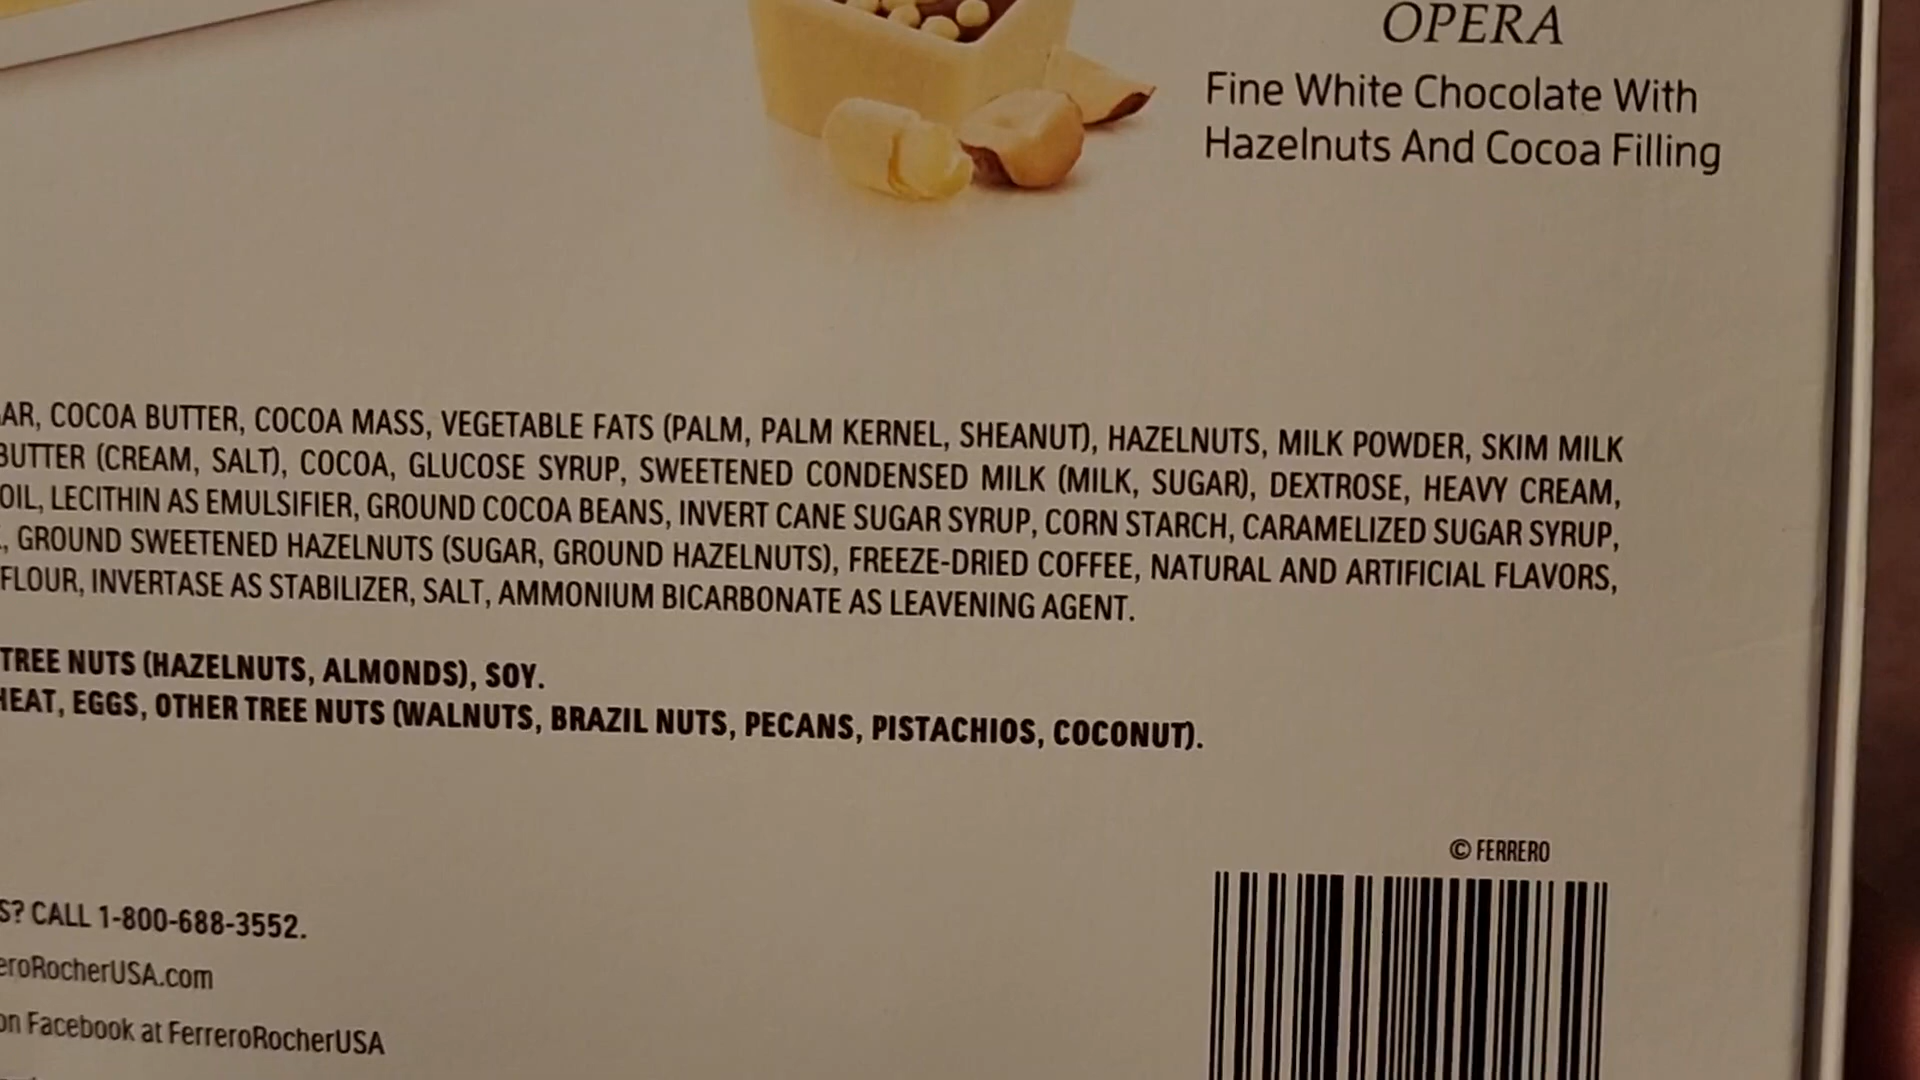 OPERA
Fine White Chocolate With
Hazelnuts And Cocoa Filling
AR, COCOA BUTTER, COCOA MASS, VEGETABLE FATS (PALM, PALM KERNEL, SHEANUT), HAZELNUTS, MILK POWDER, SKIM MILK
BUTTER (CREAM, SALT), COCOA, GLUCOSE SYRUP, SWEETENED CONDENSED MILK (MILK, SUGAR), DEXTROSE, HEAVY CREAM,
OIL, LECITHIN AS EMULSIFIER, GROUND COCOA BEANS, INVERT CANE SUGAR SYRUP, CORN STARCH, CARAMELIZED SUGAR SYRUP,
, GROUND SWEETENED HAZELNUTS (SUGAR, GROUND HAZELNUTS), FREEZE-DRIED COFFEE, NATURAL AND ARTIFICIAL FLAVORS,
FLOUR, INVERTASE AS STABILIZER, SALT, AMMONIUM BICARBONATE AS LEAVENING AGENT.
TREE NUTS (HAZELNUTS, ALMONDS), SOY.
HEAT, EGGS, OTHER TREE NUTS (WALNUTS, BRAZIL NUTS, PECANS, PISTACHIOS, COCONUT).
© FERRERO
S? CALL 1-800-688-3552.
eroRocherUSA.com
on Facebook at FerreroRocherUSA